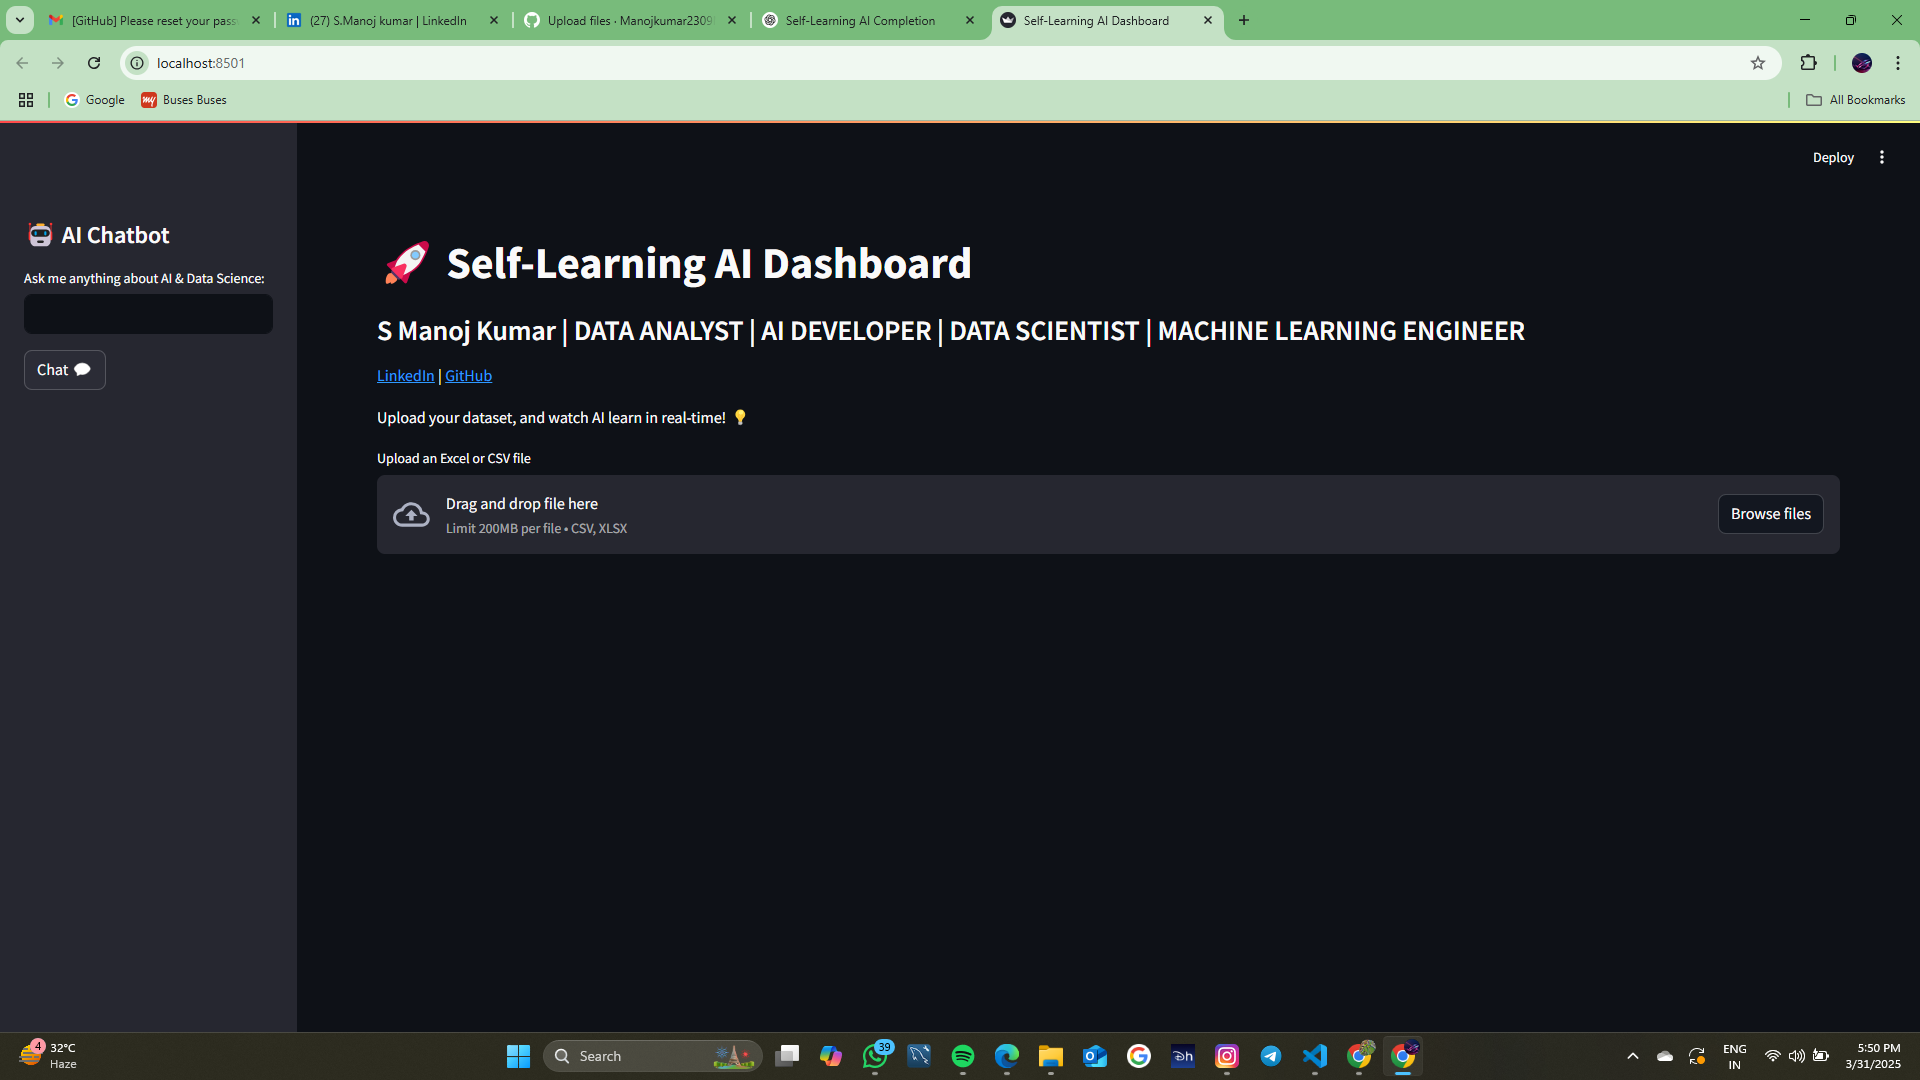 [GitHub] Please reset your pass
(27) S.Manoj kumar | LinkedIn
Upload files · Manojkumar2309
Self-Learning AI Completion
Self-Learning AI Dashboard
localhost:8501
Google
Buses Buses
All Bookmarks
Deploy
AI Chatbot
Ask me anything about AI & Data Science:
Chat
Self-Learning AI Dashboard
S Manoj Kumar | DATA ANALYST | AI DEVELOPER | DATA SCIENTIST | MACHINE LEARNING ENGINEER
LinkedIn | GitHub
Upload your dataset, and watch AI learn in real-time!
Upload an Excel or CSV file
Drag and drop file here
Limit 200MB per file • CSV, XLSX
Browse files
4
32°C
Haze
Search
39
ENG
IN
5:50 PM
3/31/2025